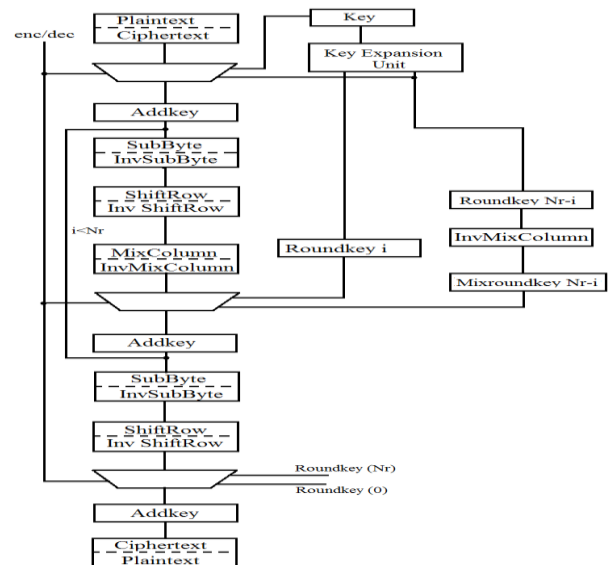 Plaintext
Ciphertext
enc/dec
Key
Key Expansion
Unit
Addkey
SubByte
InvSubByte
ShiftRow
Inv ShiftRow
i<Nr
MixColumn
InvMixColumn
Roundkey i
Roundkey Nr-i
InvMixColumn
Mixroundkey Nr-i
Addkey
SubByte
InvSubByte
ShiftRow
Inv ShiftRow
Roundkey (Nr)
Roundkey (0)
Addkey
Ciphertext
Plaintext